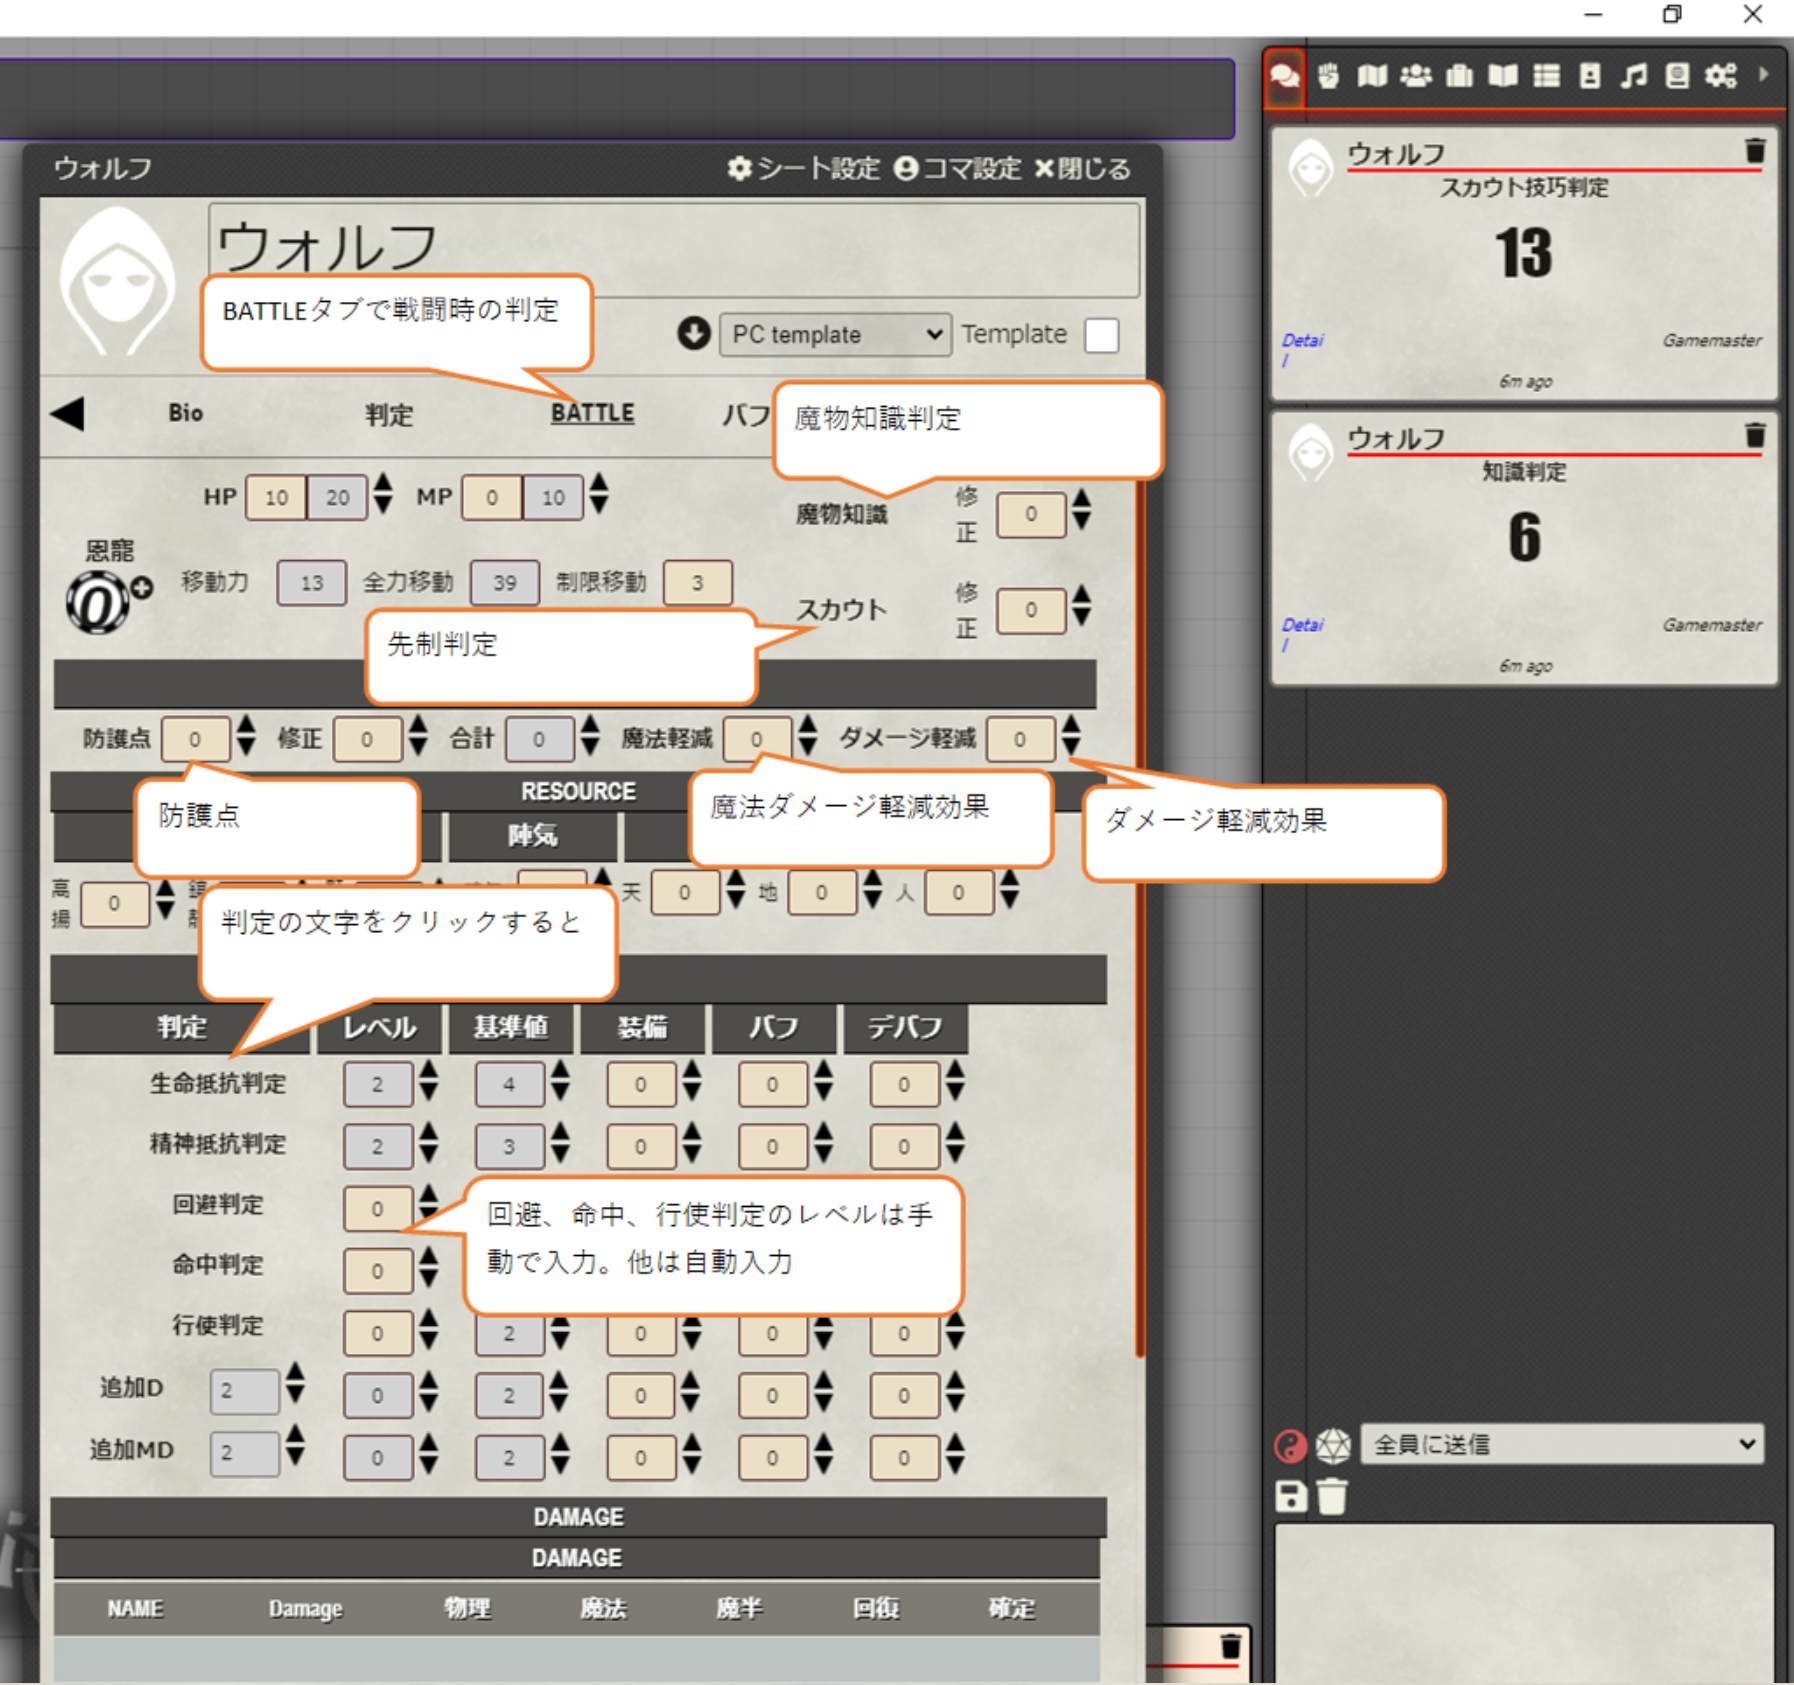 ウォルフ
シート設定 コマ設定 閉じる
ウォルフ
BATTLEタブで戦闘時の判定
PC template
Template
Bio
判定
BATTLE
バフ
魔物知識判定
HP 10 20 MP 0 10
魔物知識 修正 0
恩寵
0
移動力 13 全力移動 39 制限移動 3
スカウト 修正 0
先制判定
防護点 0 修正 0 合計 0 魔法軽減 0 ダメージ軽減 0
RESOURCE
防護点
魔法ダメージ軽減効果
ダメージ軽減効果
陣気
高揚 0
天 0 地 0 人 0
判定の文字をクリックすると
判定 レベル 基準値 装備 バフ デバフ
生命抵抗判定 2 4 0 0 0
精神抵抗判定 2 3 0 0 0
回避判定 0
回避、命中、行使判定のレベルは手
動で入力。他は自動入力
命中判定 0
行使判定 0 2 0 0 0
追加D 2 0 2 0 0 0
追加MD 2 0 2 0 0 0
DAMAGE
DAMAGE
NAME Damage 物理 魔法 魔半 回復 確定
ウォルフ
スカウト技巧判定
13
Detai
l
Gamemaster
6m ago
ウォルフ
知識判定
6
Detai
l
Gamemaster
6m ago
全員に送信